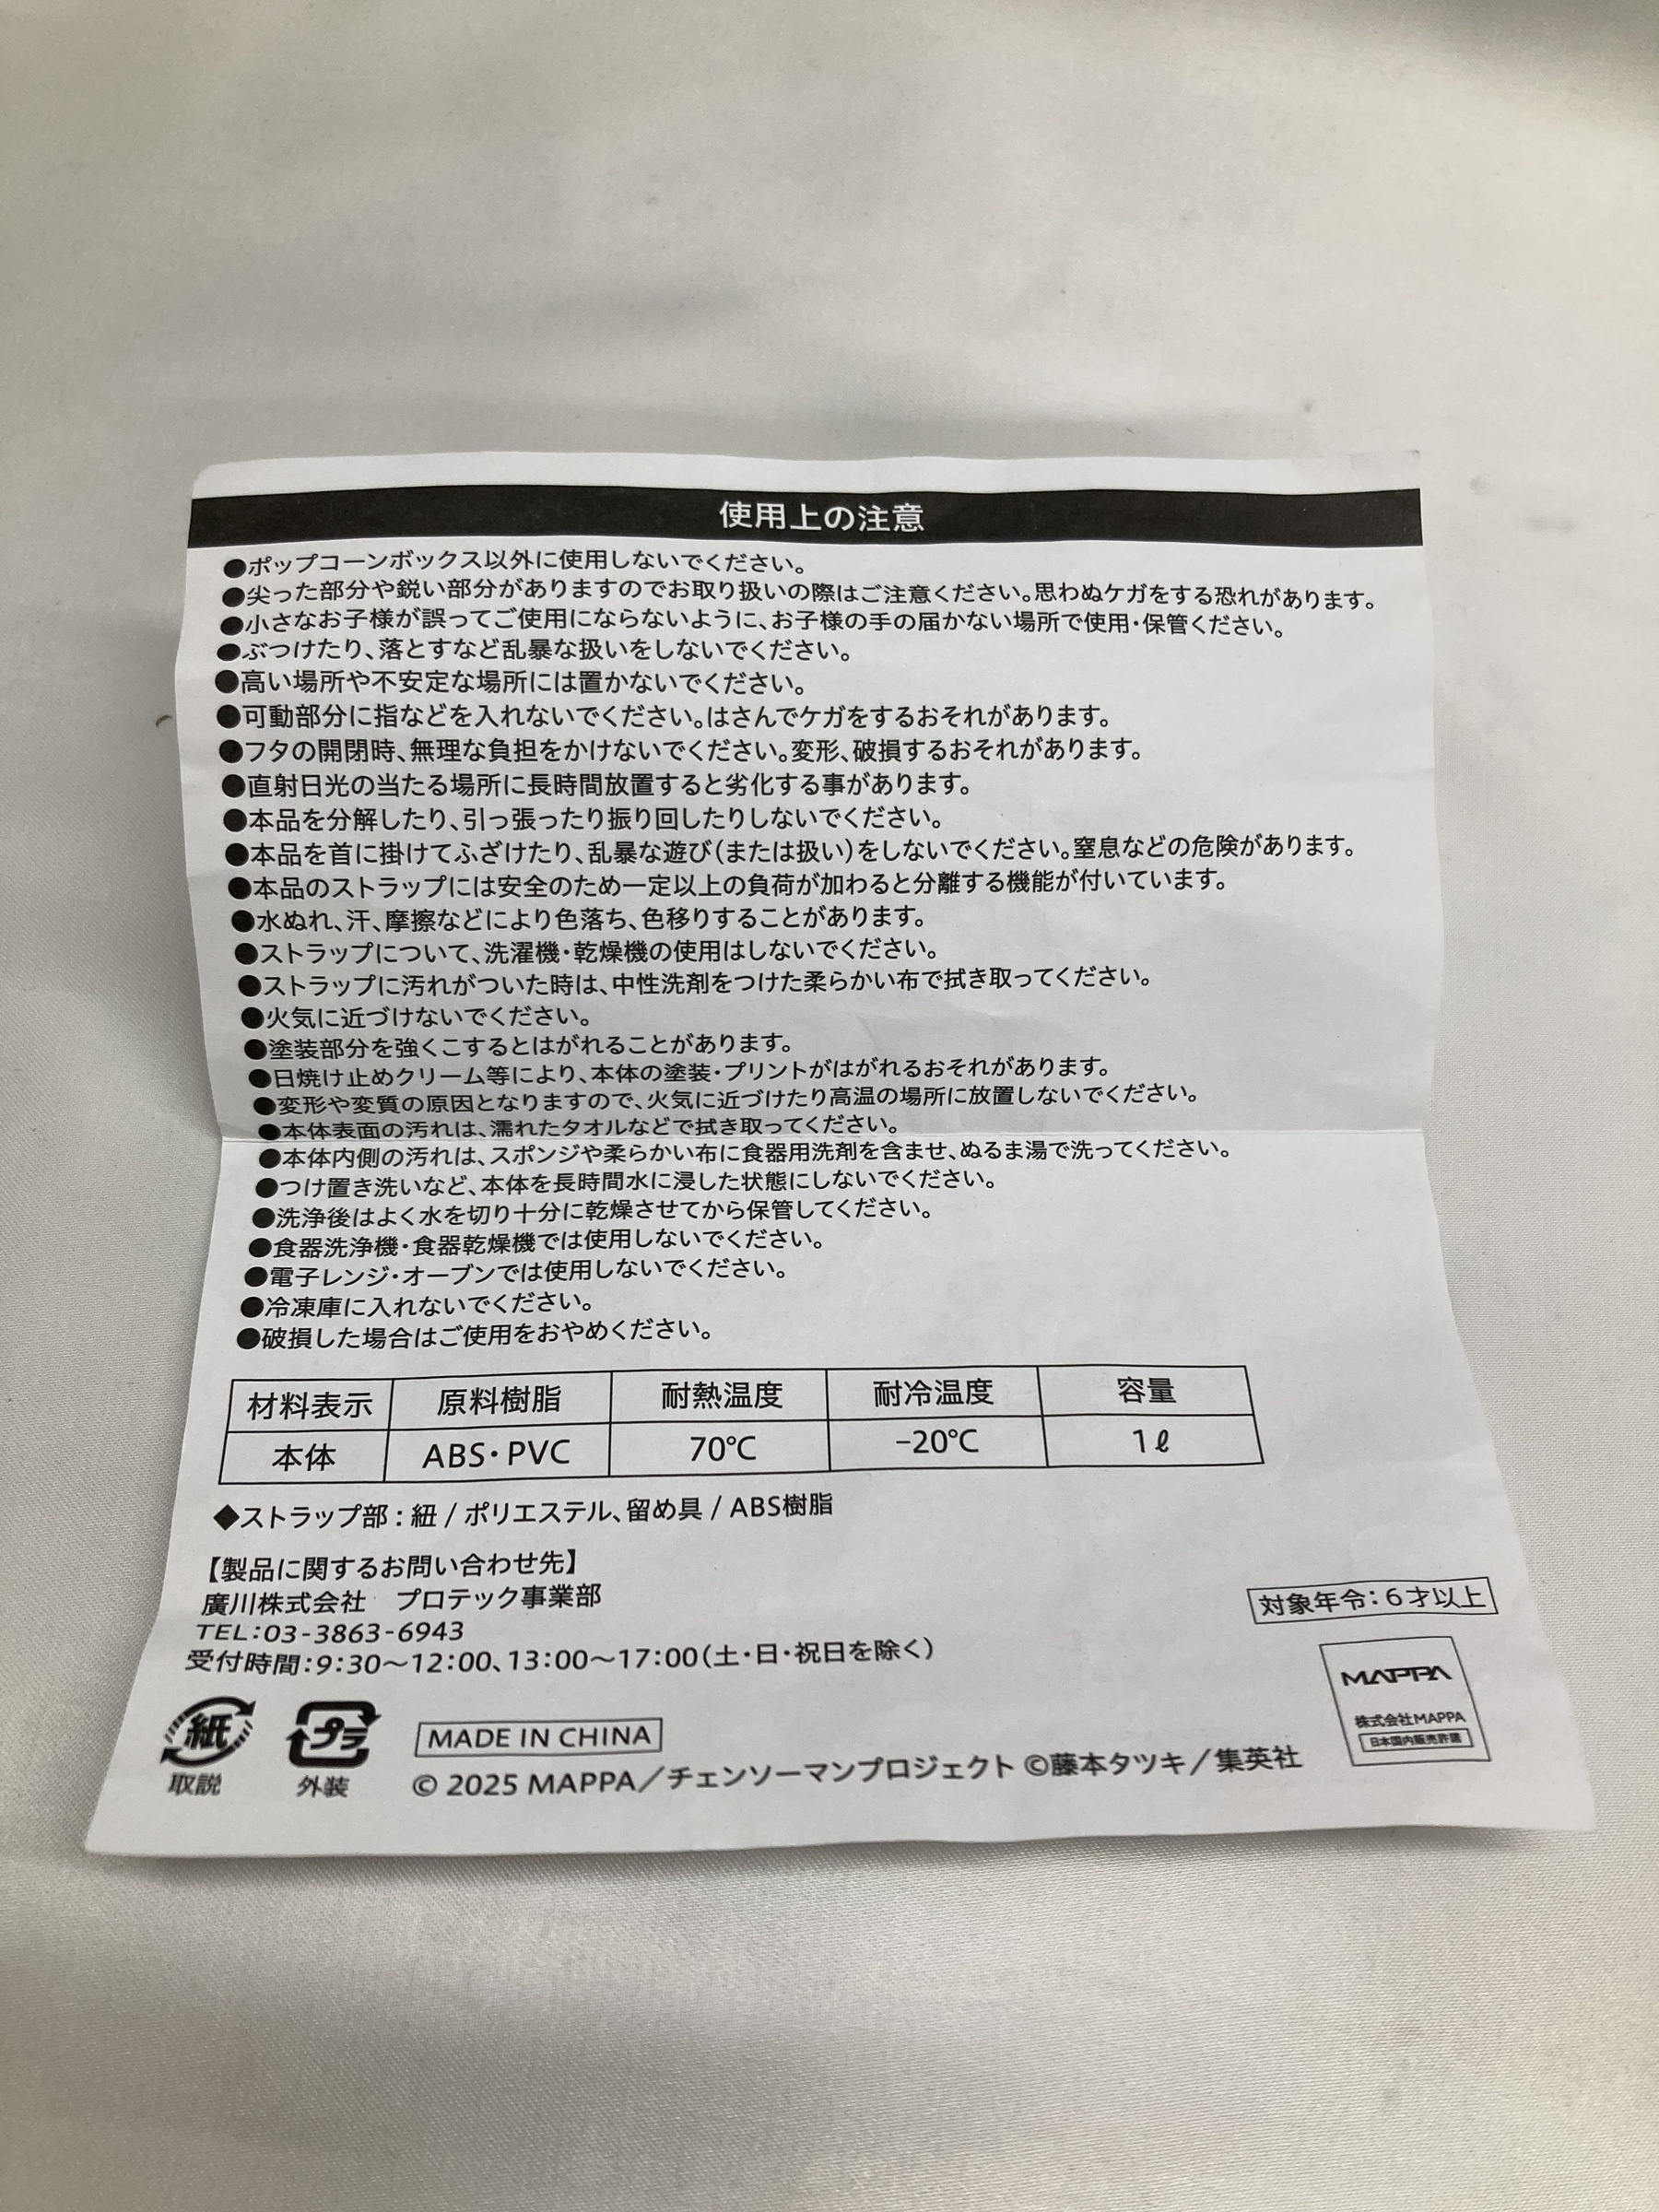 使用上の注意
●ポップコーンボックス以外に使用しないでください。
●尖った部分や鋭い部分がありますのでお取り扱いの際はご注意ください。思わぬケガをする恐れがあります。
●小さなお子様が誤ってご使用にならないように、お子様の手の届かない場所で使用・保管ください。
●ぶつけたり、落とすなど乱暴な扱いをしないでください。
●高い場所や不安定な場所には置かないでください。
●可動部分に指などを入れないでください。はさんでケガをするおそれがあります。
●フタの開閉時、無理な負担をかけないでください。変形、破損するおそれがあります。
●直射日光の当たる場所に長時間放置すると劣化する事があります。
●本品を分解したり、引っ張ったり振り回したりしないでください。
●本品を首に掛けてふざけたり、乱暴な遊び(または扱い)をしないでください。窒息などの危険があります。
●本品のストラップには安全のため一定以上の負荷が加わると分離する機能が付いています。
●水ぬれ、汗、摩擦などにより色落ち、色移りすることがあります。
●ストラップについて、洗濯機・乾燥機の使用はしないでください。
●ストラップに汚れがついた時は、中性洗剤をつけた柔らかい布で拭き取ってください。
●火気に近づけないでください。
●塗装部分を強くこするとはがれることがあります。
●日焼け止めクリーム等により、本体の塗装・プリントがはがれるおそれがあります。
●変形や変質の原因となりますので、火気に近づけたり高温の場所に放置しないでください。
●本体表面の汚れは、濡れたタオルなどで拭き取ってください。
●本体内側の汚れは、スポンジや柔らかい布に食器用洗剤を含ませ、ぬるま湯で洗ってください。
●つけ置き洗いなど、本体を長時間水に浸した状態にしないでください。
●洗浄後はよく水を切り十分に乾燥させてから保管してください。
●食器洗浄機・食器乾燥機では使用しないでください。
●電子レンジ・オーブンでは使用しないでください。
●冷凍庫に入れないでください。
●破損した場合はご使用をおやめください。
材料表示 原料樹脂 耐熱温度 耐冷温度 容量
本体 ABS・PVC 70℃ −20℃ 1ℓ
◆ストラップ部：紐 / ポリエステル、留め具 / ABS樹脂
【製品に関するお問い合わせ先】
廣川株式会社 プロテック事業部
TEL：03-3863-6943
受付時間：9：30〜12：00、13：00〜17：00（土・日・祝日を除く）
対象年令：６才以上
MAPPA
株式会社MAPPA
日本国内販売許諾
紙
取説
プラ
外装
MADE IN CHINA
© 2025 MAPPA／チェンソーマンプロジェクト ©藤本タツキ／集英社